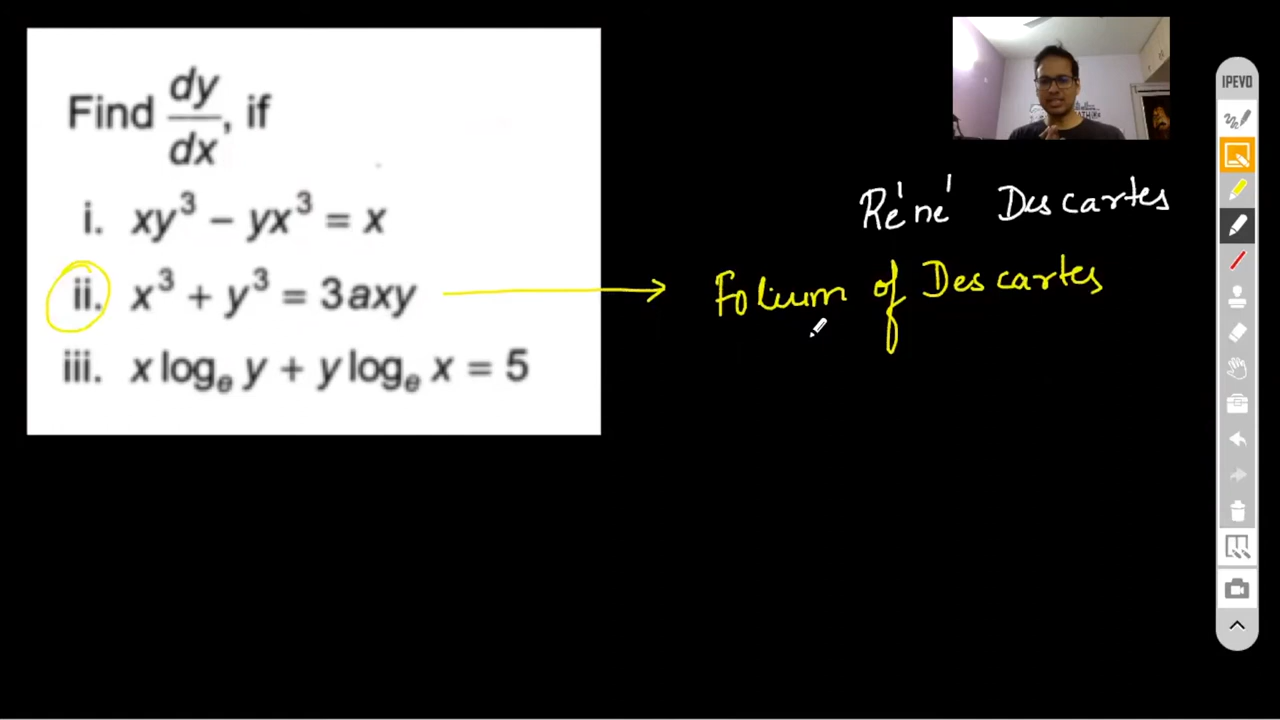 Find dy/dx, if
i. xy³ − yx³ = x
ii. x³ + y³ = 3axy
iii. x logₑ y + y logₑ x = 5
IPEVO
Réné Descartes
Folium of Descartes